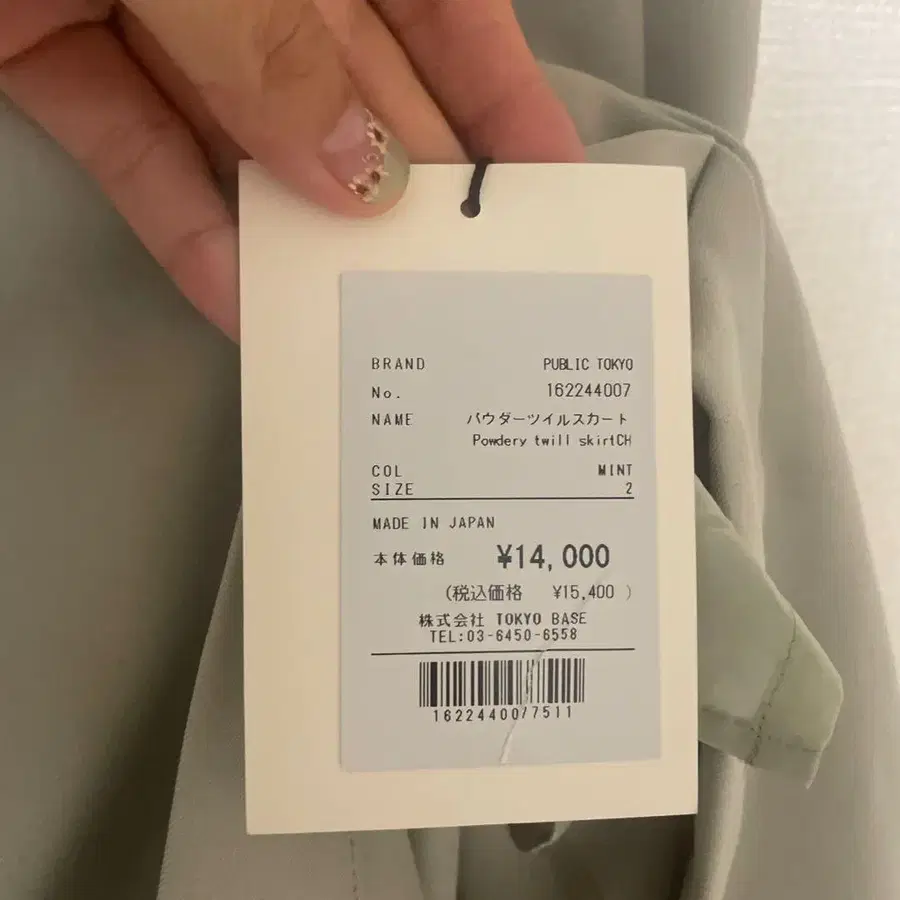 BRAND PUBLIC TOKYO
No. 162244007
NAME パウダーツイルスカート
Powdery twill skirtCH
COL MINT
SIZE 2
MADE IN JAPAN
本体価格 ¥14,000
(税込価格 ¥15,400 )
株式会社 TOKYO BASE
TEL:03-6450-6558
162244007511